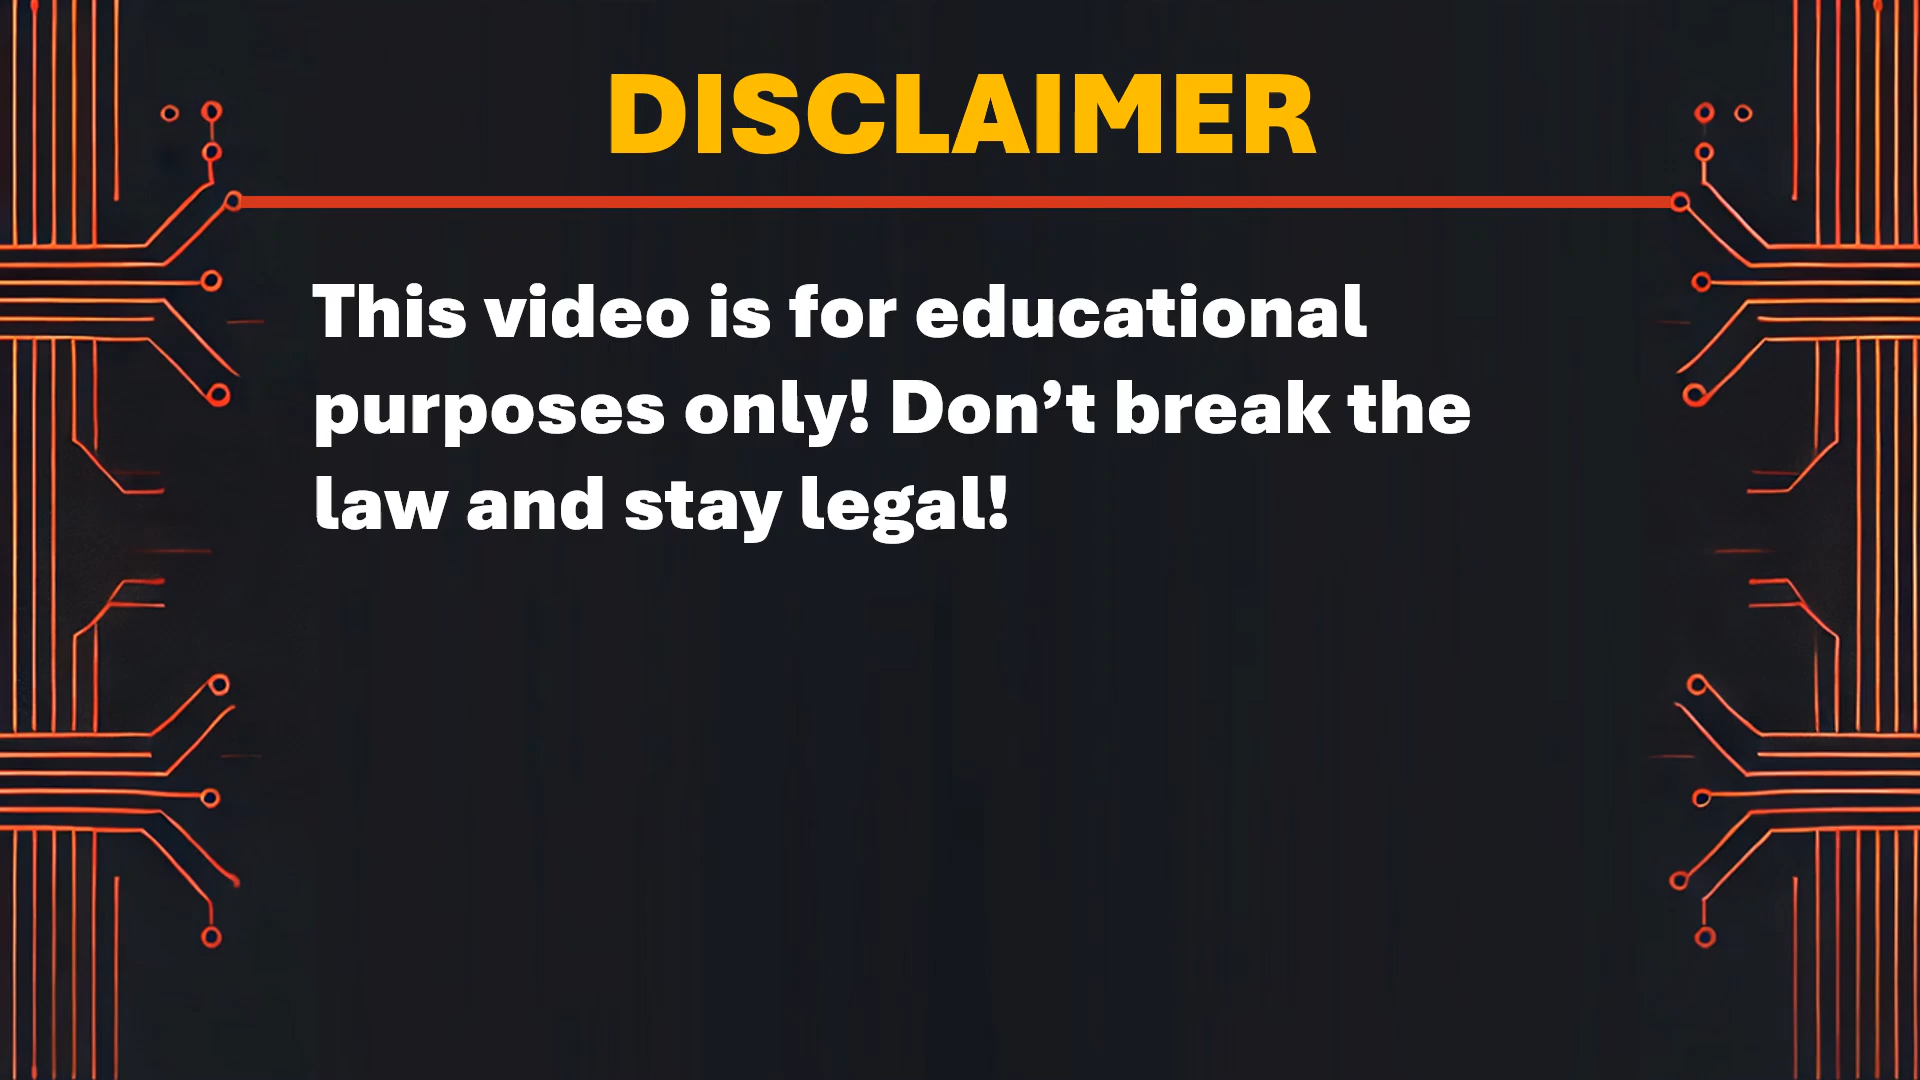 DISCLAIMER
This video is for educational
purposes only! Don’t break the
law and stay legal!